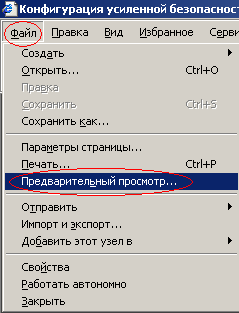 Конфигурация усиленной безопасност
Файл Правка Вид Избранное Серви
Создать
Открыть... Ctrl+O
Правка
Сохранить Ctrl+S
Сохранить как...
Параметры страницы...
Печать... Ctrl+P
Предварительный просмотр...
Отправить
Импорт и экспорт...
Добавить этот узел в
Свойства
Работать автономно
Закрыть